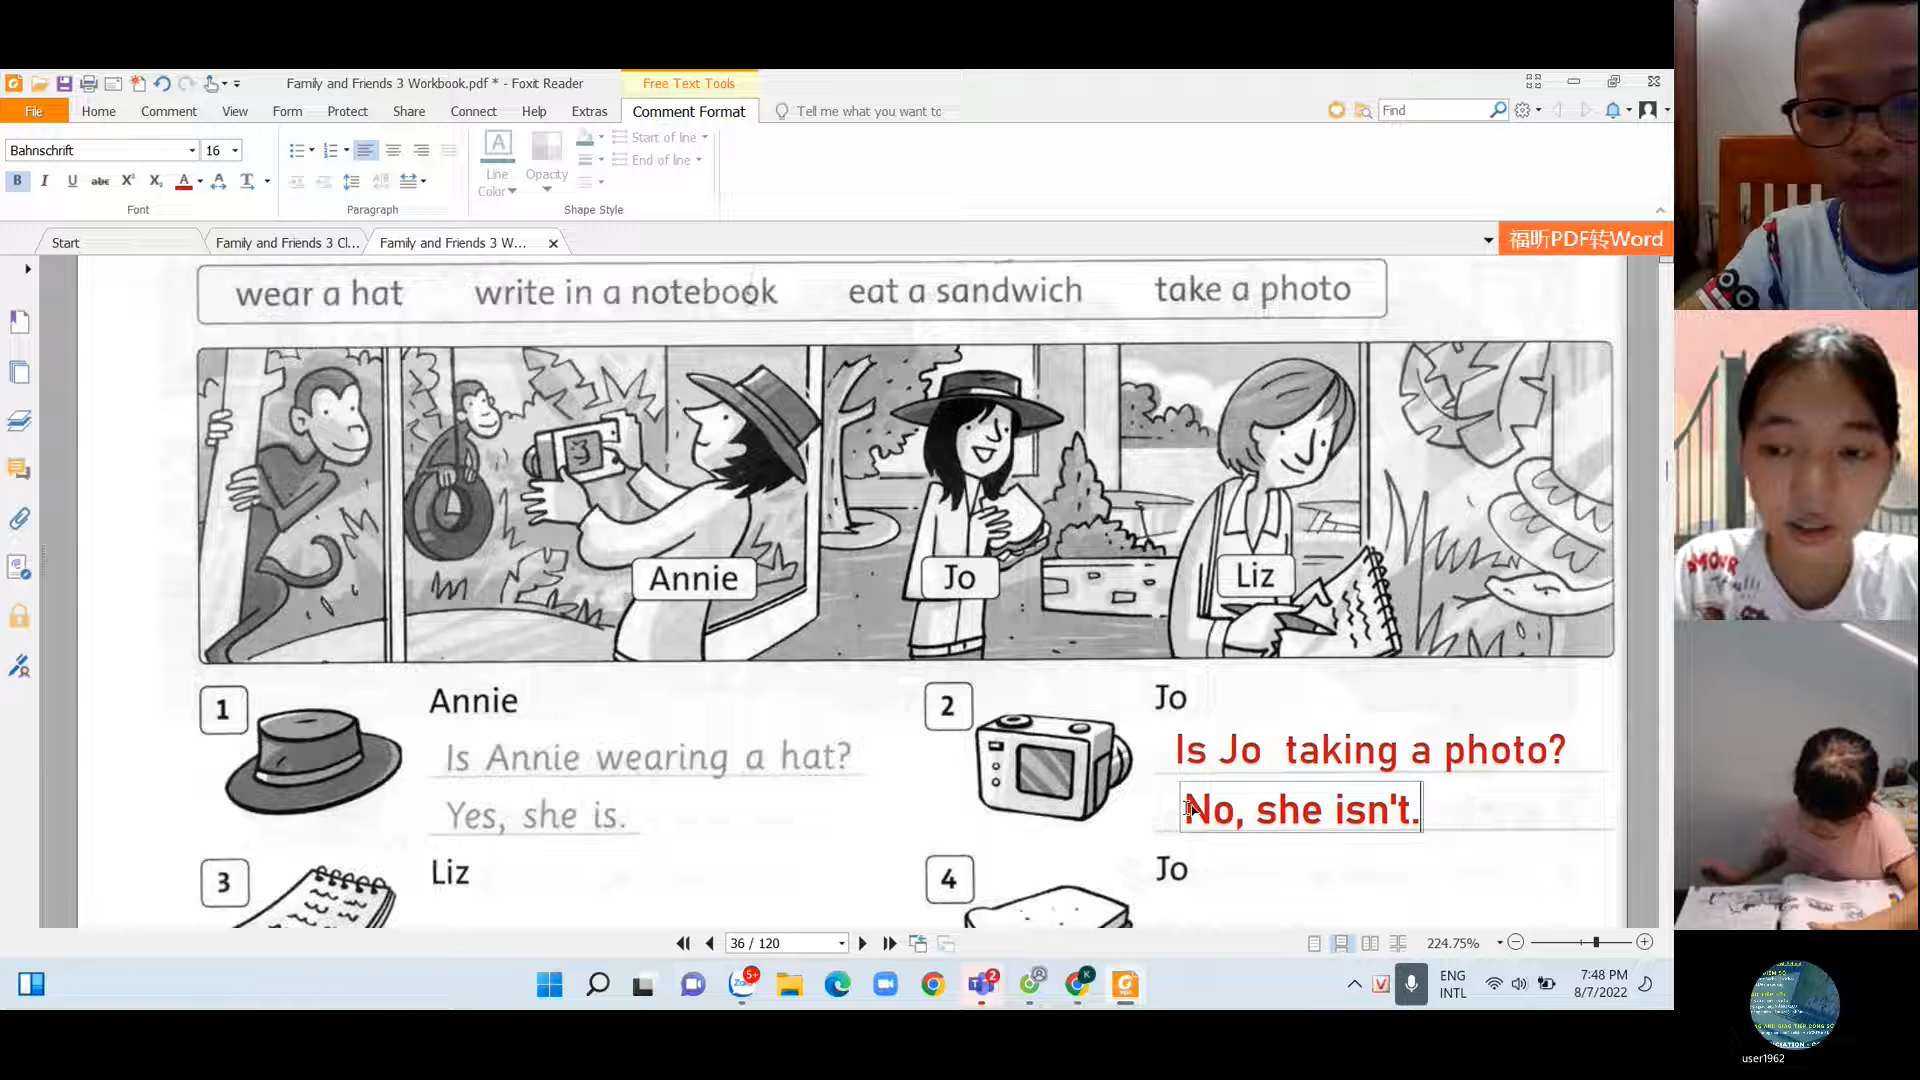 Family and Friends 3 Workbook.pdf * - Foxit Reader
Free Text Tools
File
Home
Comment
View
Form
Protect
Share
Connect
Help
Extras
Comment Format
Tell me what you want to
Find
Bahnschrift
16
Start of line
End of line
Line
Color
Opacity
Font
Paragraph
Shape Style
Start
Family and Friends 3 Cl...
Family and Friends 3 W...
福昕PDF转Word
wear a hat write in a notebook eat a sandwich take a photo
Annie
Jo
Liz
1
Annie
Is Annie wearing a hat?
Yes, she is.
2
Jo
Is Jo taking a photo?
No, she isn't.
3
Liz
4
Jo
36 / 120
224.75%
ENG
INTL
7:48 PM
8/7/2022
user1962